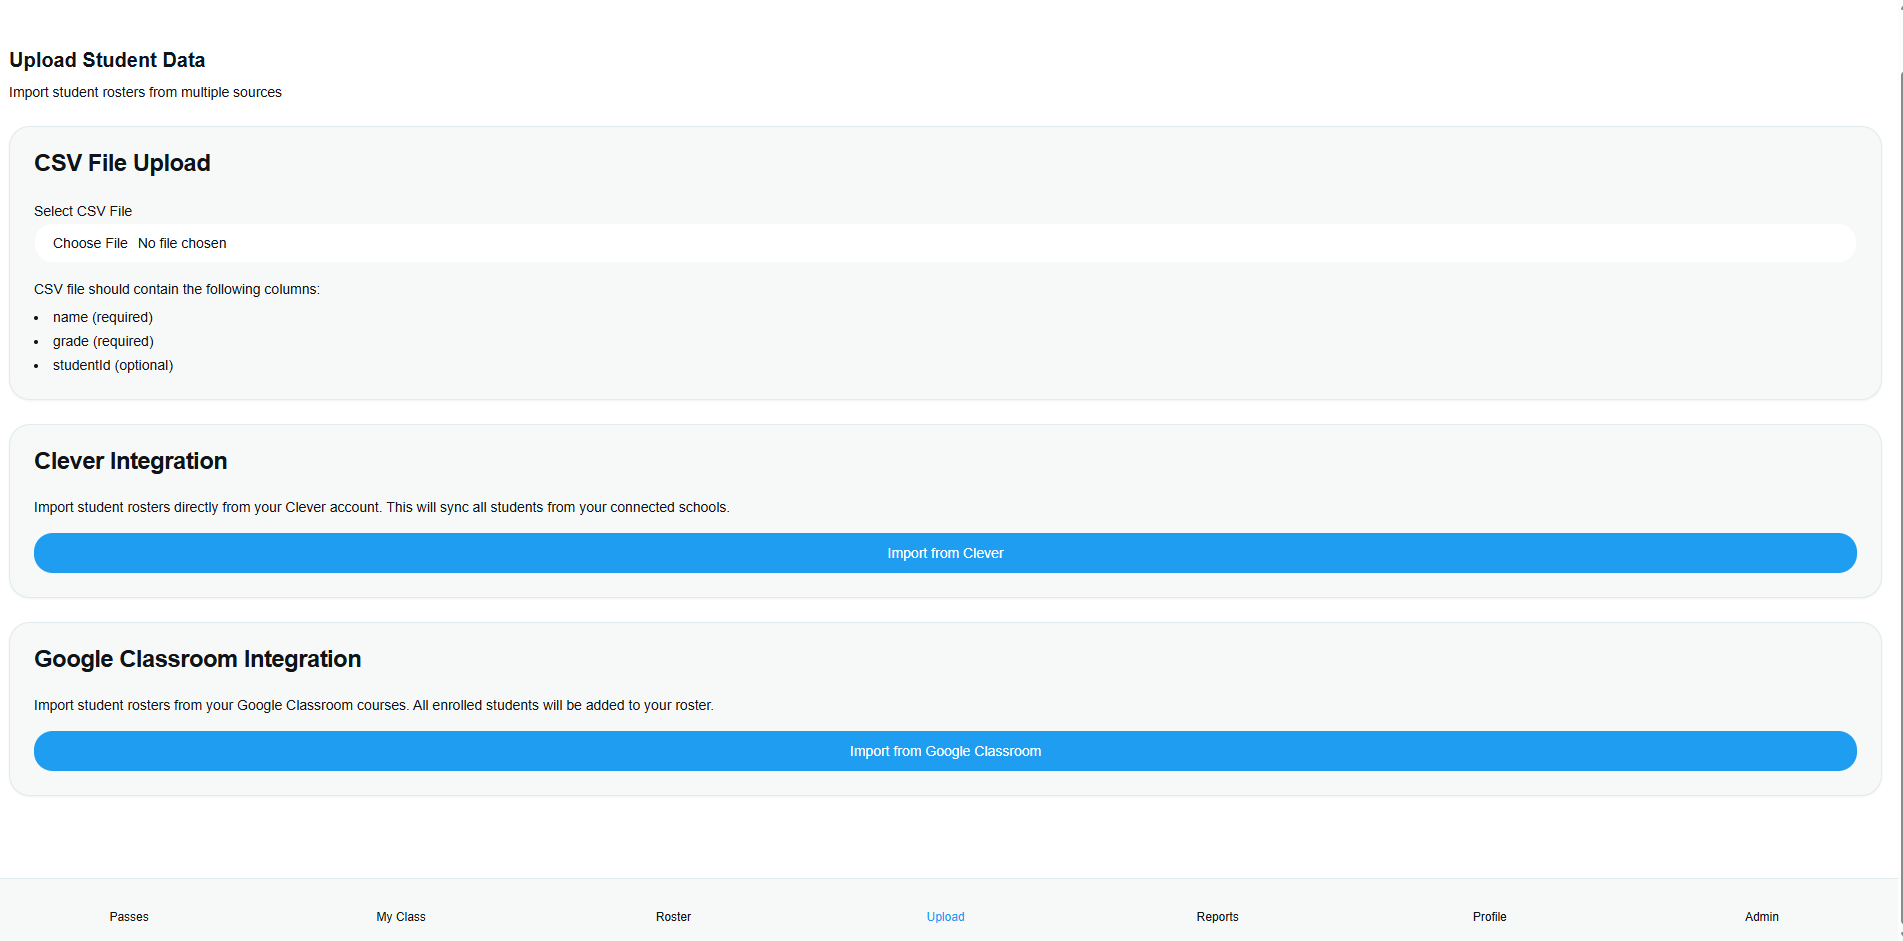 Upload Student Data
Import student rosters from multiple sources
CSV File Upload
Select CSV File
Choose File No file chosen
CSV file should contain the following columns:
• name (required)
• grade (required)
• studentId (optional)
Clever Integration
Import student rosters directly from your Clever account. This will sync all students from your connected schools.
Import from Clever
Google Classroom Integration
Import student rosters from your Google Classroom courses. All enrolled students will be added to your roster.
Import from Google Classroom
Passes My Class Roster Upload Reports Profile Admin